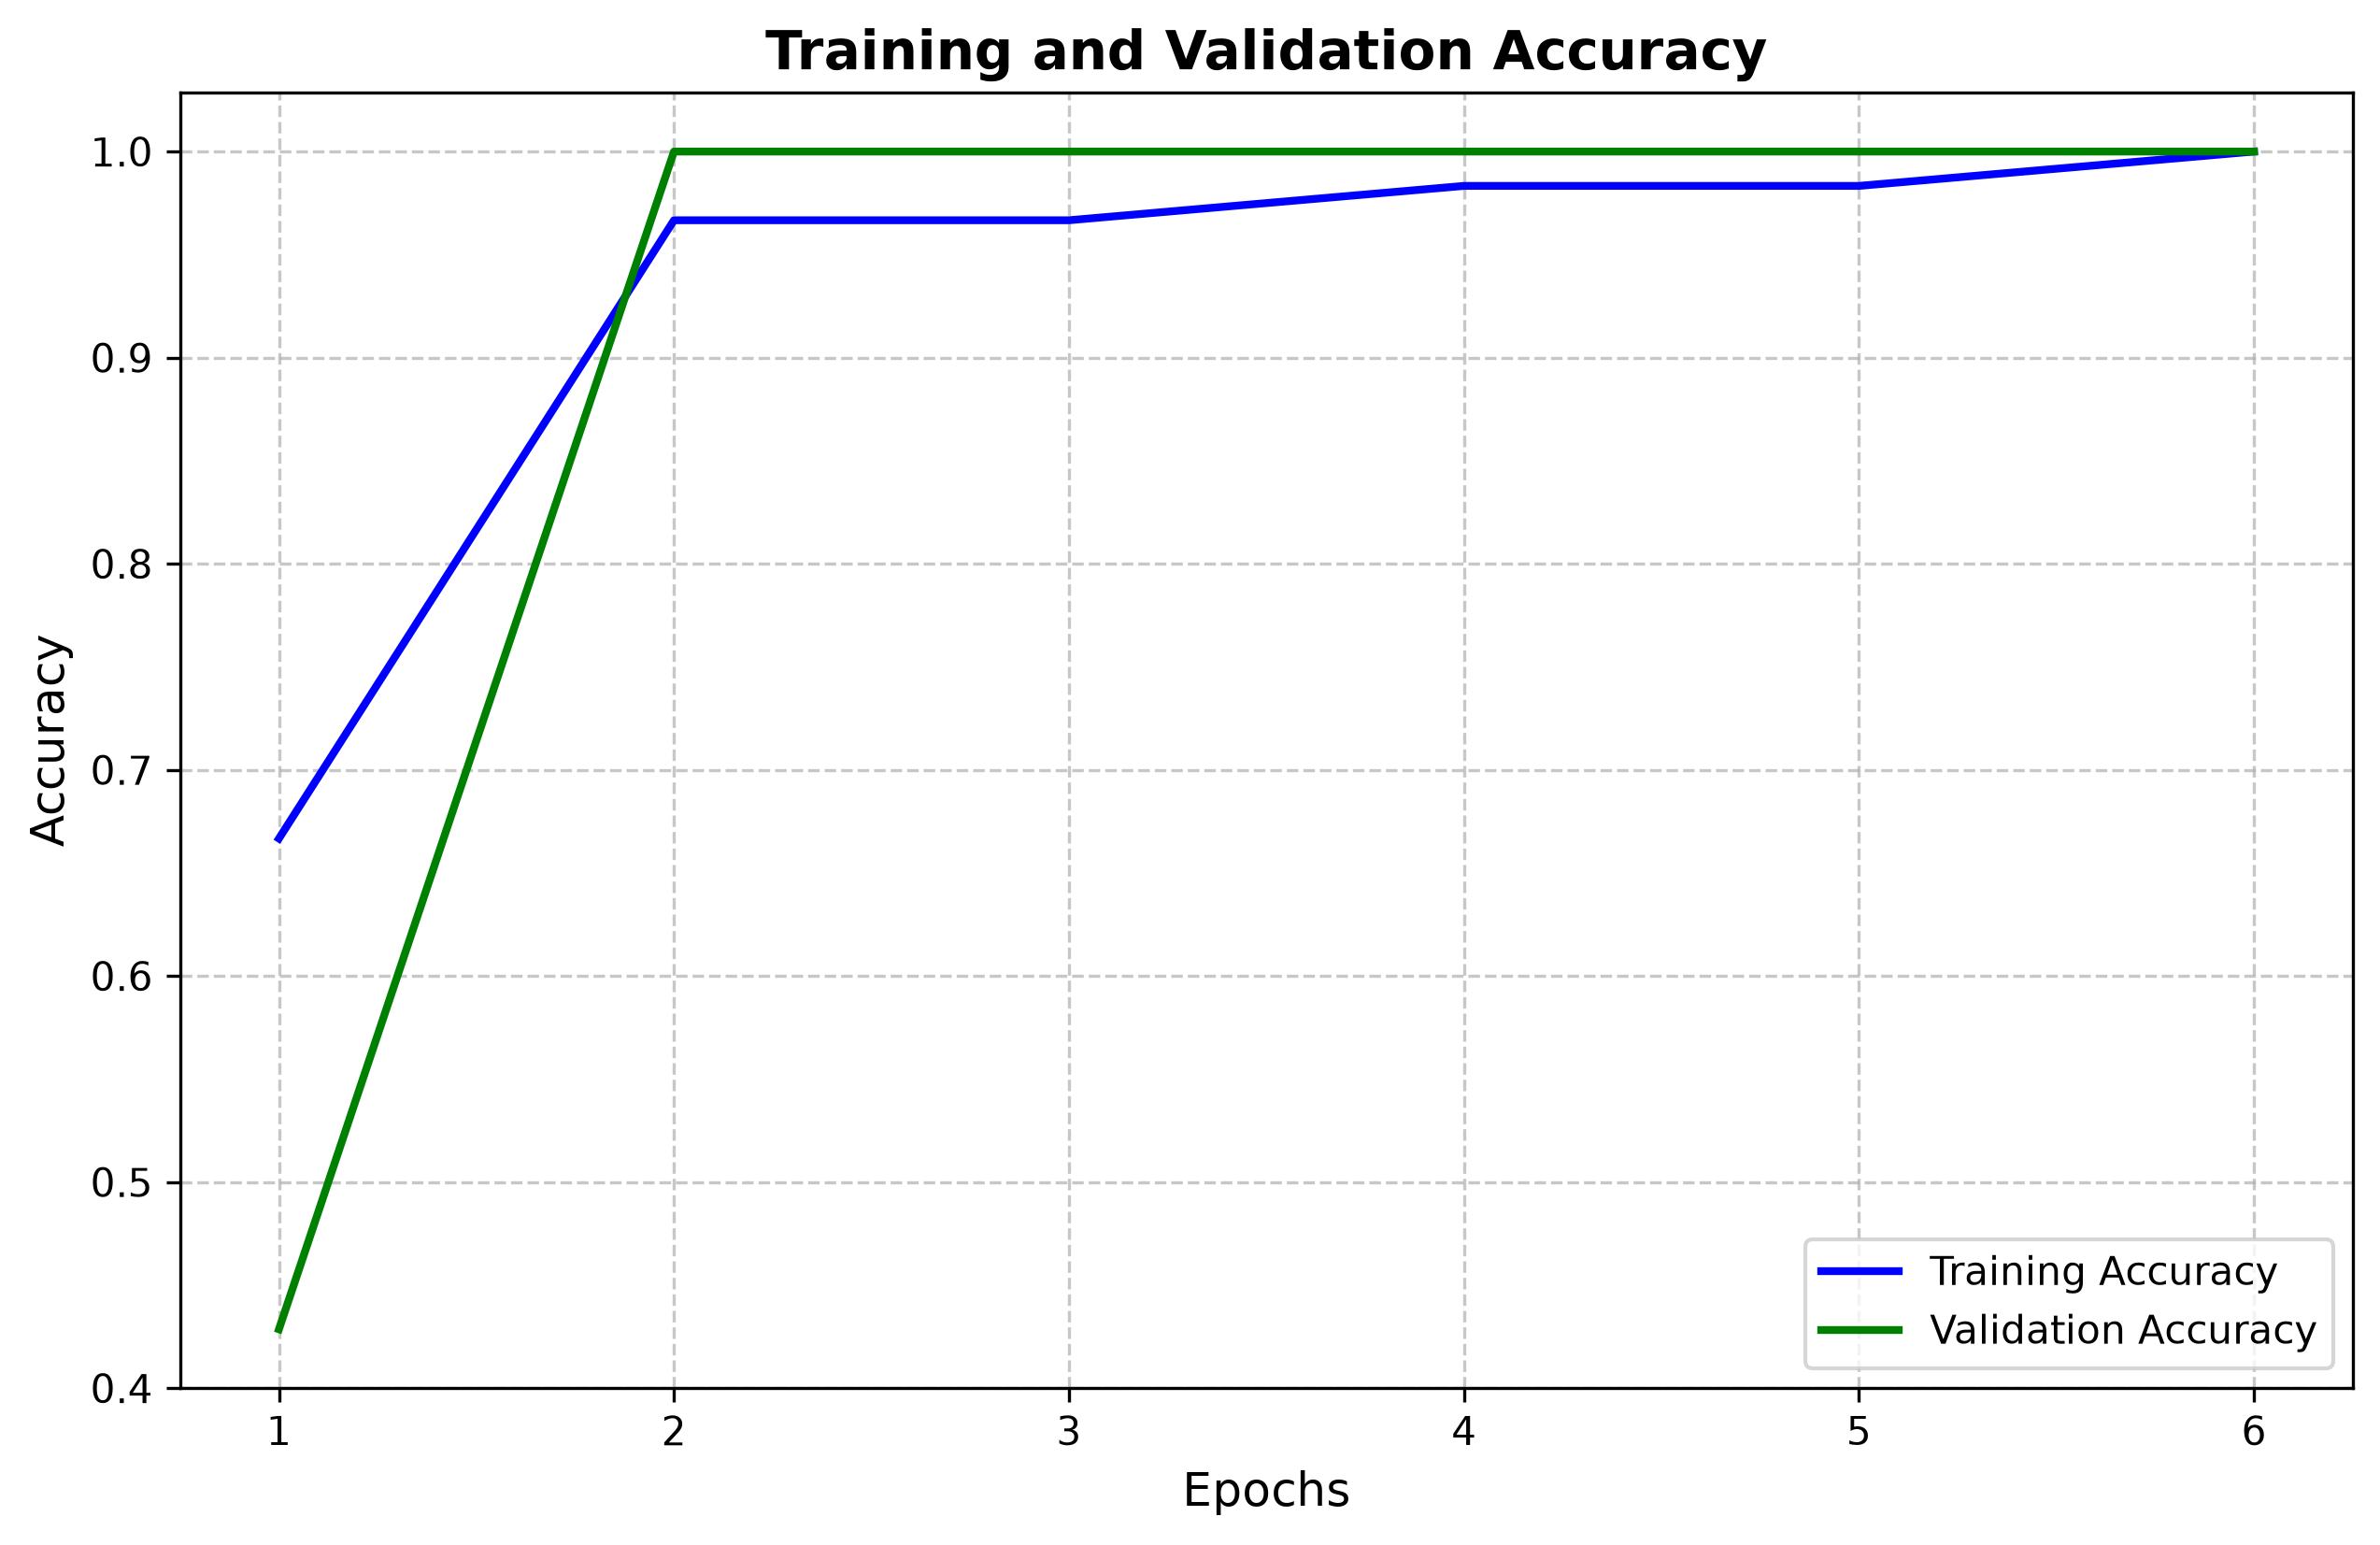 Training and Validation Accuracy
1.0
0.9
0.8
0.7
0.6
0.5
0.4
Accuracy
1 2 3 4 5 6
Epochs
Training Accuracy
Validation Accuracy